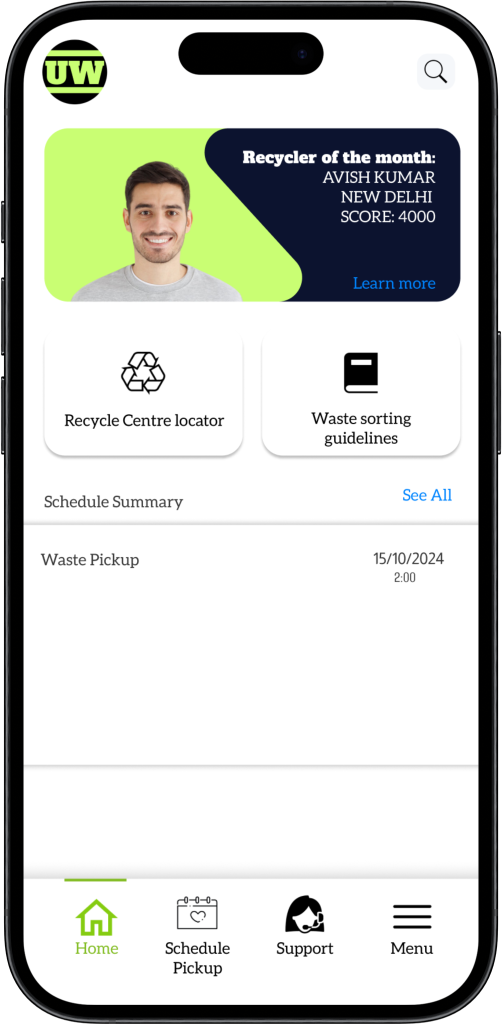 UW
Recycler of the month:
AVISH KUMAR
NEW DELHI
SCORE: 4000
Learn more
Recycle Centre locator
Waste sorting
guidelines
Schedule Summary
See All
Waste Pickup
15/10/2024
2:00
Home
Schedule
Pickup
Support
Menu